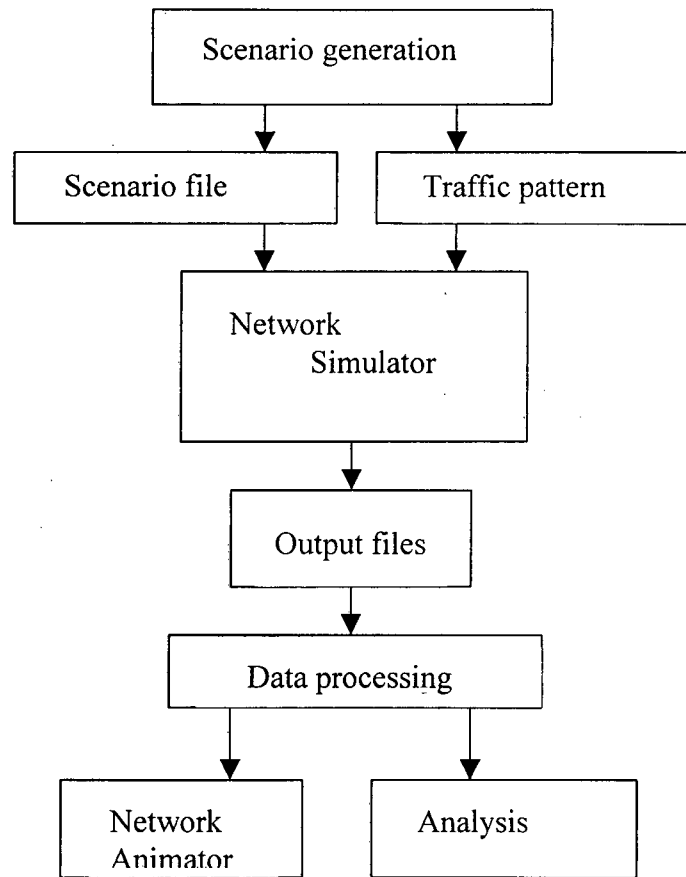 Scenario generation
Scenario file
Traffic pattern
Network
Simulator
Output files
Data processing
Network
Animator
Analysis